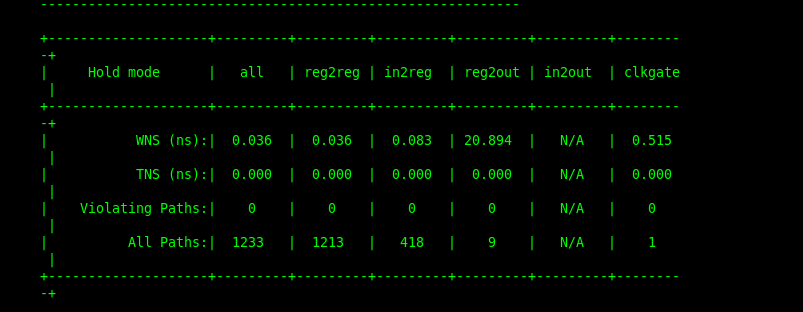 ------------------------------------------------------------
+--------------------+---------+---------+---------+---------+---------+--------
-+
|     Hold mode      |   all   | reg2reg | in2reg  | reg2out | in2out  | clkgate
 |
+--------------------+---------+---------+---------+---------+---------+--------
-+
|           WNS (ns):|  0.036  |  0.036  |  0.083  | 20.894  |   N/A   |  0.515
 |
|           TNS (ns):|  0.000  |  0.000  |  0.000  |  0.000  |   N/A   |  0.000
 |
|    Violating Paths:|    0    |    0    |    0    |    0    |   N/A   |    0
 |
|          All Paths:|  1233   |  1213   |   418   |    9    |   N/A   |    1
 |
+--------------------+---------+---------+---------+---------+---------+--------
-+